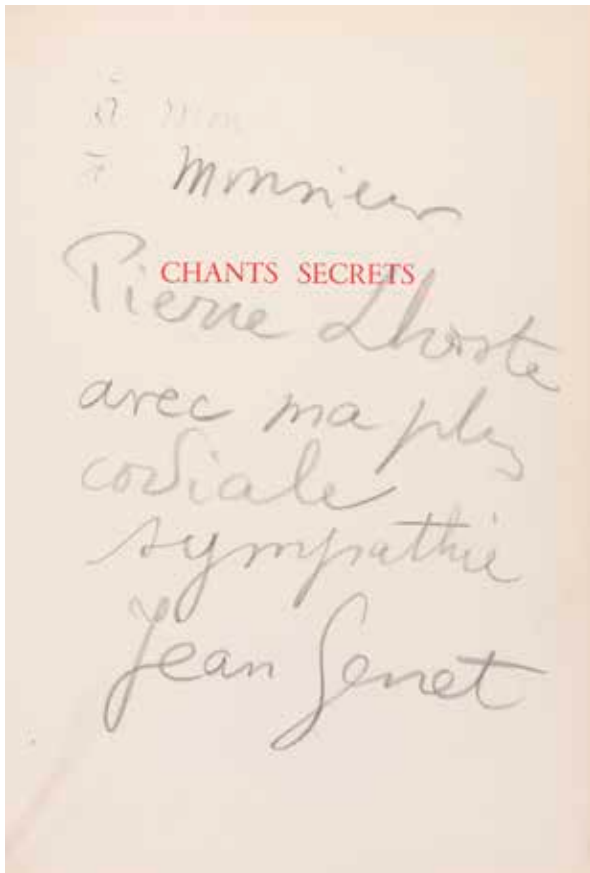 Monsieur
CHANTS SECRETS
Pierre Lhoste
avec ma plus
cordiale
sympathie
Jean Genet